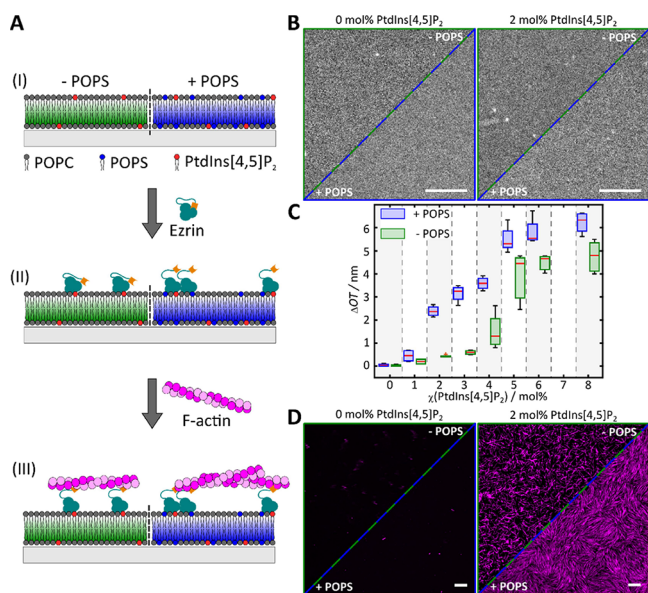 A
(I)
- POPS
+ POPS
POPC
POPS
PtdIns[4,5]P₂
Ezrin
(II)
F-actin
(III)
B
0 mol% PtdIns[4,5]P₂
2 mol% PtdIns[4,5]P₂
- POPS
+ POPS
- POPS
+ POPS
C
+ POPS
- POPS
ΔOT / nm
6
5
4
3
2
1
0
0 1 2 3 4 5 6 7 8
χ(PtdIns[4,5]P₂) / mol%
D
0 mol% PtdIns[4,5]P₂
2 mol% PtdIns[4,5]P₂
- POPS
+ POPS
- POPS
+ POPS